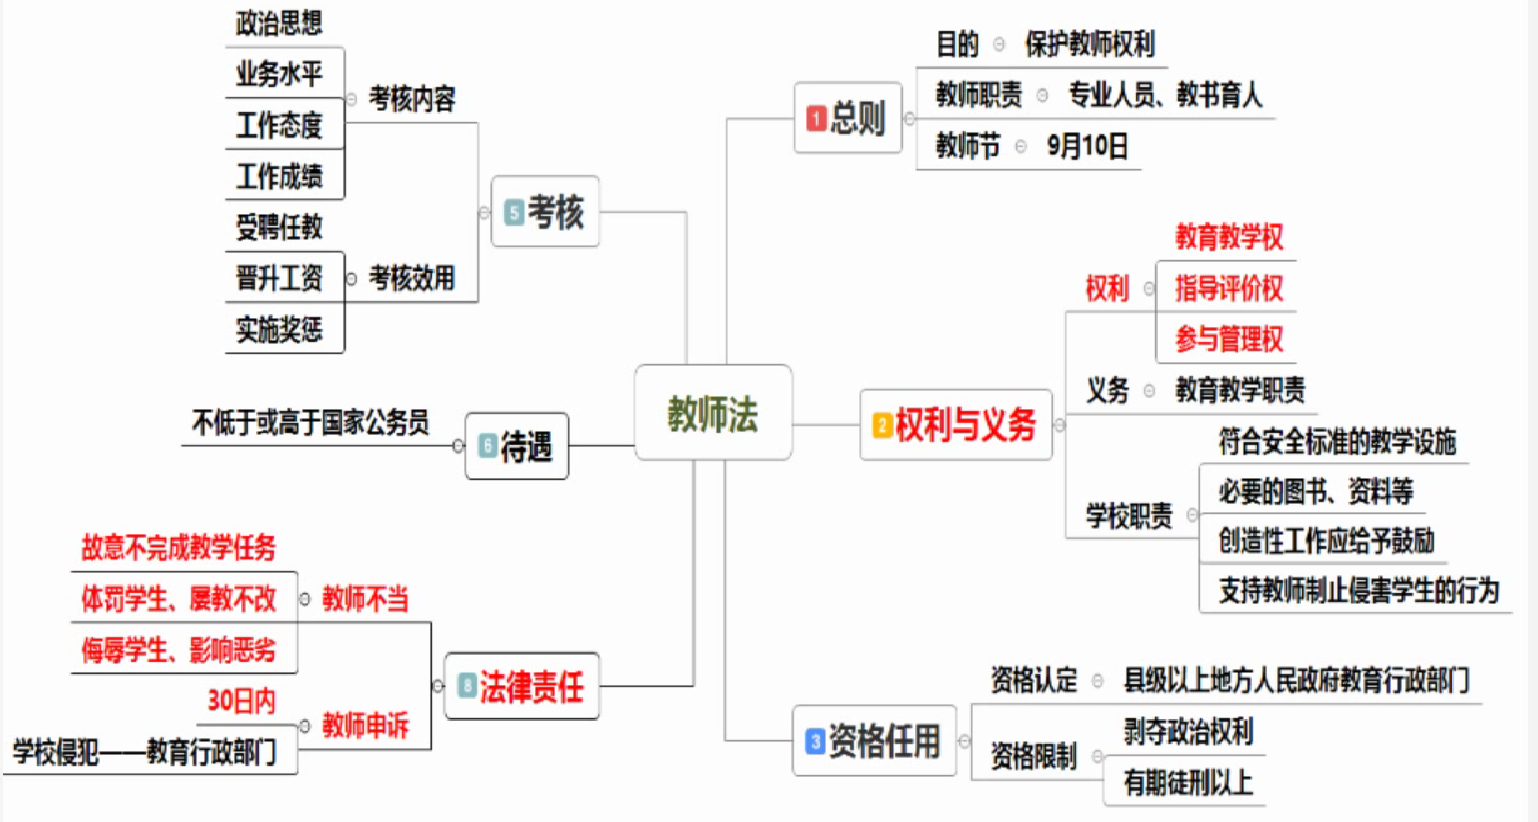 教师法
1 总则
目的
保护教师权利
教师职责
专业人员、教书育人
教师节
9月10日
2 权利与义务
权利
教育教学权
指导评价权
参与管理权
义务
教育教学职责
学校职责
符合安全标准的教学设施
必要的图书、资料等
创造性工作应给予鼓励
支持教师制止侵害学生的行为
3 资格任用
资格认定
县级以上地方人民政府教育行政部门
资格限制
剥夺政治权利
有期徒刑以上
5 考核
考核内容
政治思想
业务水平
工作态度
工作成绩
考核效用
受聘任教
晋升工资
实施奖惩
6 待遇
不低于或高于国家公务员
8 法律责任
教师不当
故意不完成教学任务
体罚学生、屡教不改
侮辱学生、影响恶劣
教师申诉
30日内
学校侵犯——教育行政部门